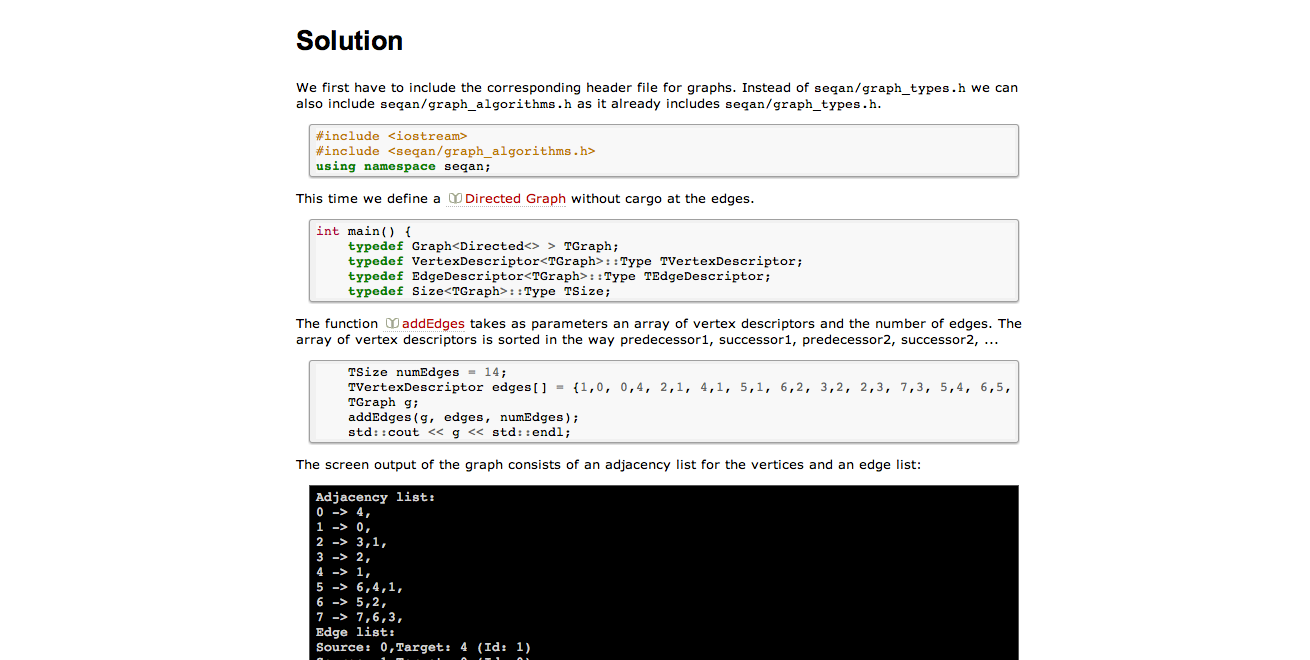 Solution
We first have to include the corresponding header file for graphs. Instead of seqan/graph_types.h we can
also include seqan/graph_algorithms.h as it already includes seqan/graph_types.h.
#include <iostream>
#include <seqan/graph_algorithms.h>
using namespace seqan;
This time we define a Directed Graph without cargo at the edges.
int main() {
    typedef Graph<Directed<> > TGraph;
    typedef VertexDescriptor<TGraph>::Type TVertexDescriptor;
    typedef EdgeDescriptor<TGraph>::Type TEdgeDescriptor;
    typedef Size<TGraph>::Type TSize;
The function addEdges takes as parameters an array of vertex descriptors and the number of edges. The
array of vertex descriptors is sorted in the way predecessor1, successor1, predecessor2, successor2, ...
    TSize numEdges = 14;
    TVertexDescriptor edges[] = {1,0, 0,4, 2,1, 4,1, 5,1, 6,2, 3,2, 2,3, 7,3, 5,4, 6,5,
    TGraph g;
    addEdges(g, edges, numEdges);
    std::cout << g << std::endl;
The screen output of the graph consists of an adjacency list for the vertices and an edge list:
Adjacency list:
0 -> 4,
1 -> 0,
2 -> 3,1,
3 -> 2,
4 -> 1,
5 -> 6,4,1,
6 -> 5,2,
7 -> 7,6,3,
Edge list:
Source: 0,Target: 4 (Id: 1)